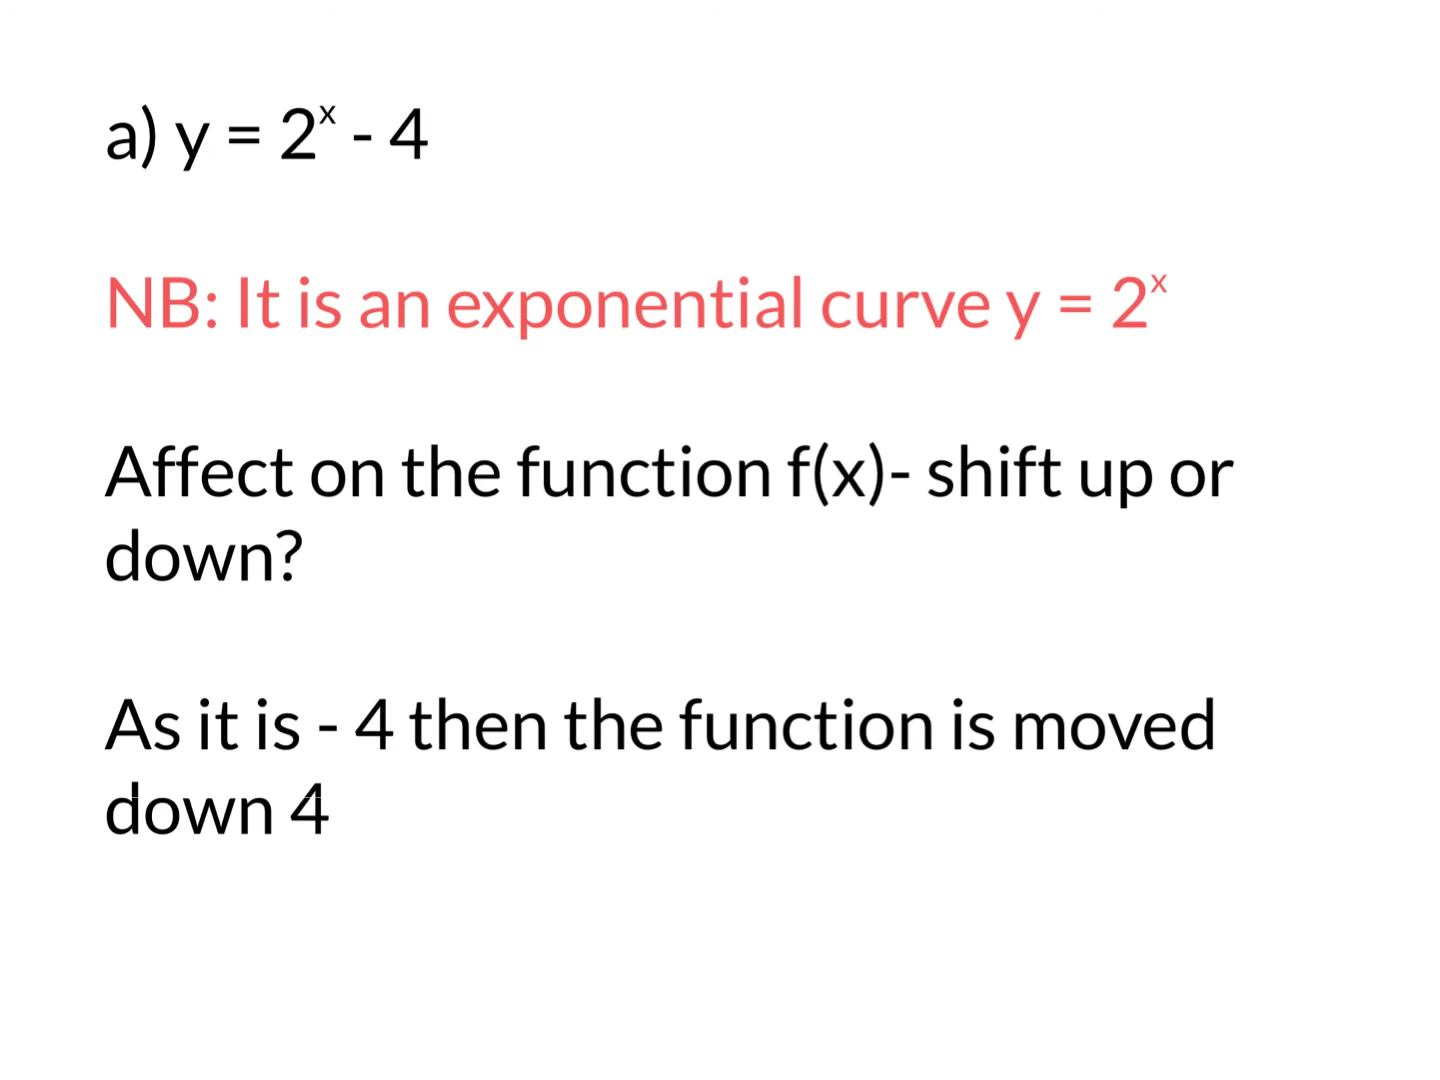 a) y = 2ˣ - 4
NB: It is an exponential curve y = 2ˣ
Affect on the function f(x)- shift up or
down?
As it is - 4 then the function is moved
down 4